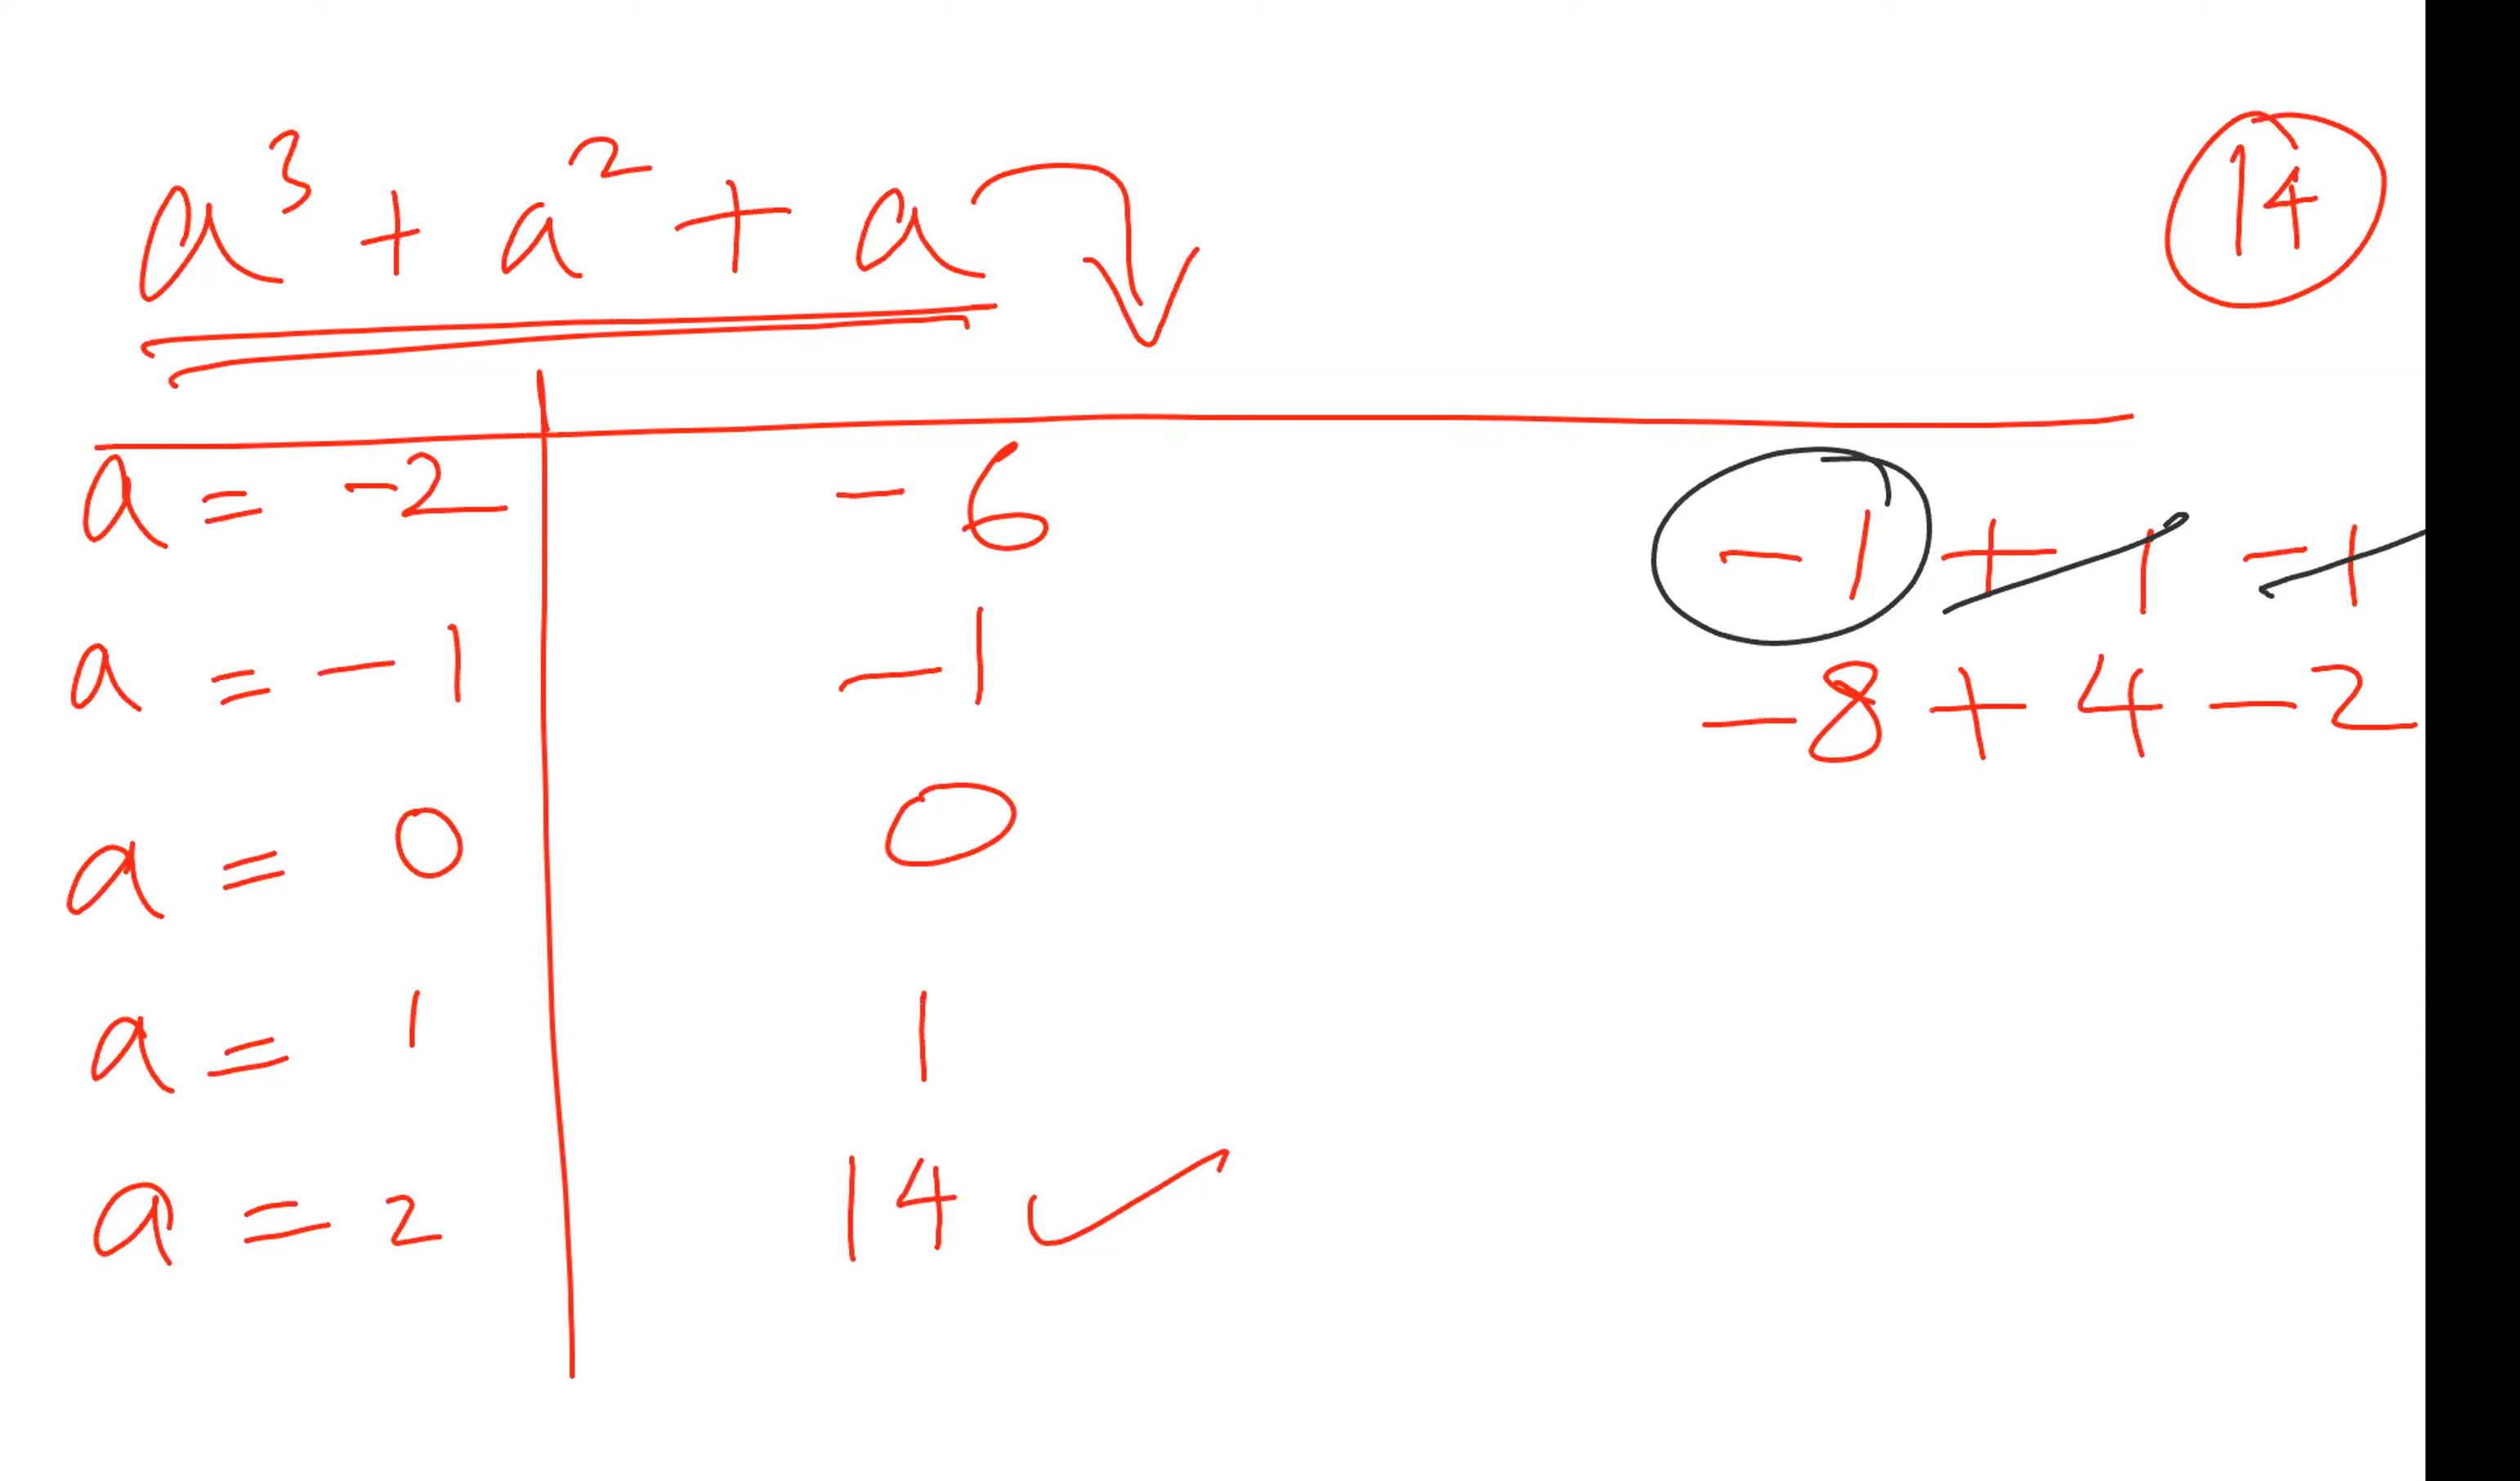 a³ + a² + a
14
a = -2 -6
-1 + 1 - 1
a = -1 -1
-8 + 4 - 2
a = 0 0
a = 1 1
a = 2 14